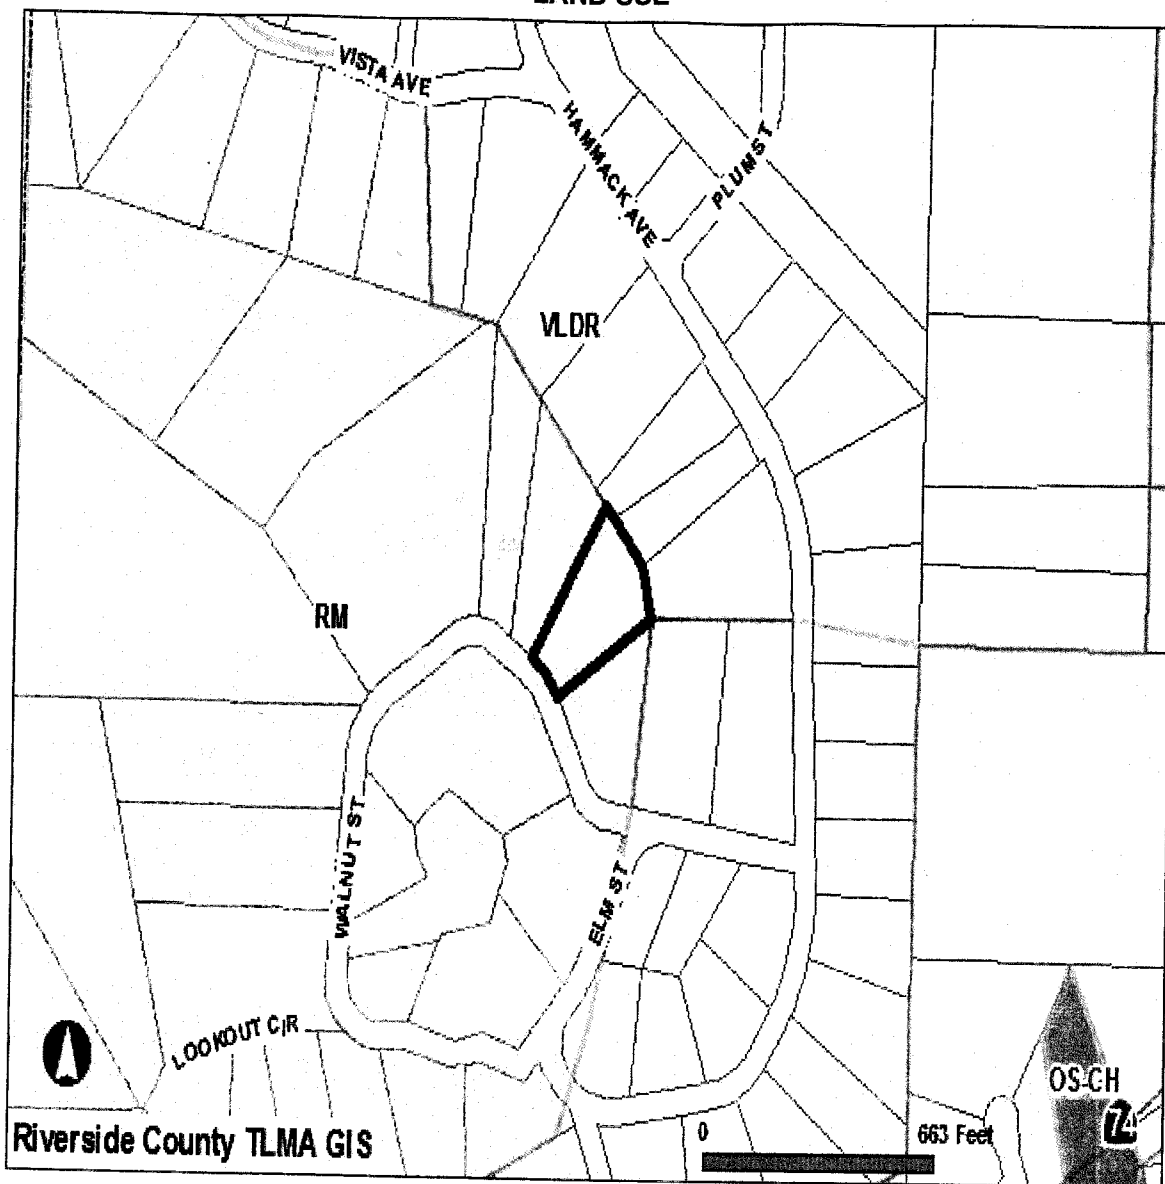 LAND USE
VISTA AVE
HAMMACK AVE
PLUM ST
VLDR
RM
WALNUT ST
ELM ST
LOOKOUT CIR
OS-CH
74
Riverside County TLMA GIS
0
663 Feet